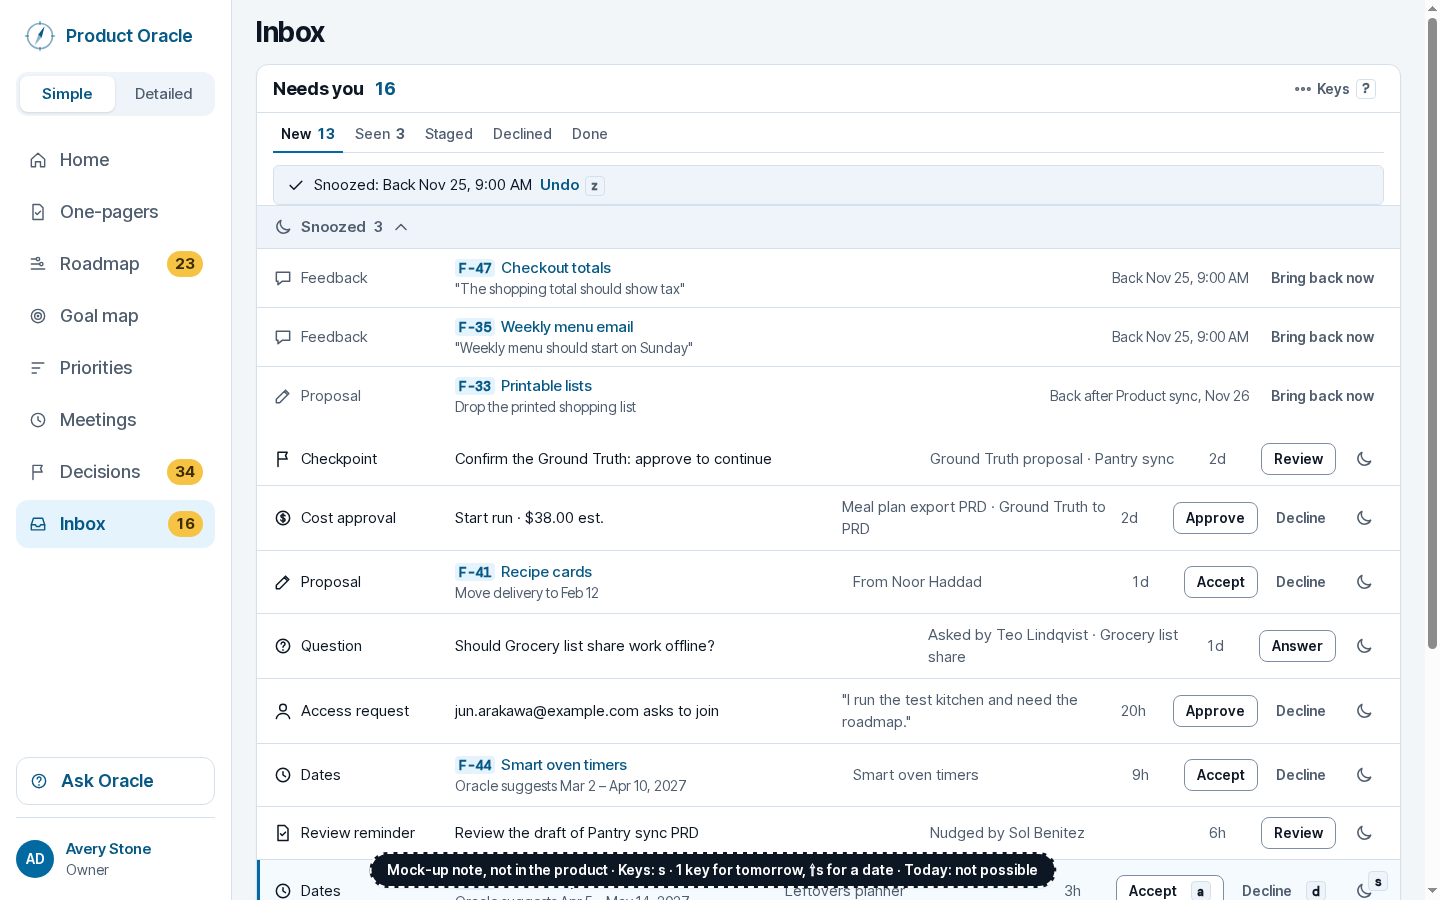 Product Oracle
Simple
Detailed
Home
One-pagers
Roadmap 23
Goal map
Priorities
Meetings
Decisions 34
Inbox 16
Ask Oracle
AD
Avery Stone
Owner
Inbox
Needs you 16
Keys ?
New 13
Seen 3
Staged
Declined
Done
Snoozed: Back Nov 25, 9:00 AM Undo z
Snoozed 3
Feedback
F-47 Checkout totals
"The shopping total should show tax"
Back Nov 25, 9:00 AM
Bring back now
Feedback
F-35 Weekly menu email
"Weekly menu should start on Sunday"
Back Nov 25, 9:00 AM
Bring back now
Proposal
F-33 Printable lists
Drop the printed shopping list
Back after Product sync, Nov 26
Bring back now
Checkpoint
Confirm the Ground Truth: approve to continue
Ground Truth proposal · Pantry sync
2d
Review
Cost approval
Start run · $38.00 est.
Meal plan export PRD · Ground Truth to
PRD
2d
Approve
Decline
Proposal
F-41 Recipe cards
Move delivery to Feb 12
From Noor Haddad
1d
Accept
Decline
Question
Should Grocery list share work offline?
Asked by Teo Lindqvist · Grocery list
share
1d
Answer
Access request
jun.arakawa@example.com asks to join
"I run the test kitchen and need the
roadmap."
20h
Approve
Decline
Dates
F-44 Smart oven timers
Oracle suggests Mar 2 – Apr 10, 2027
Smart oven timers
9h
Accept
Decline
Review reminder
Review the draft of Pantry sync PRD
Nudged by Sol Benitez
6h
Review
Mock-up note, not in the product · Keys: s · 1 key for tomorrow, ⇧s for a date · Today: not possible
Dates
Leftovers planner
3h
Accept a
Decline d
s